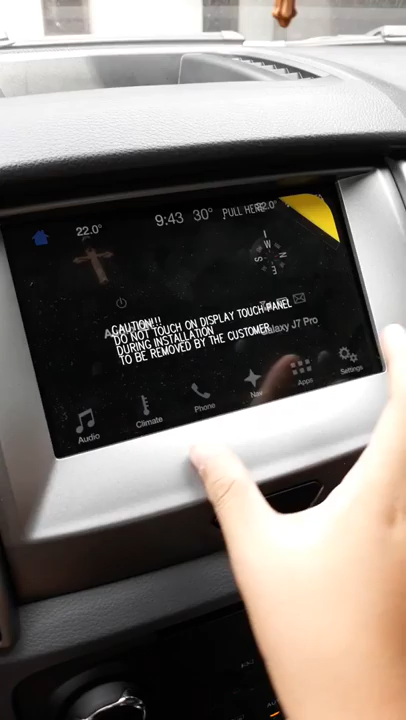 22.0°
9:43 30°
PULL HERE
22.0°
W
S N
E
CAUTION!!
DO NOT TOUCH ON DISPLAY TOUCH PANEL
DURING INSTALLATION
TO BE REMOVED BY THE CUSTOMER
Galaxy J7 Pro
Audio
Climate
Phone
Nav
Apps
Settings